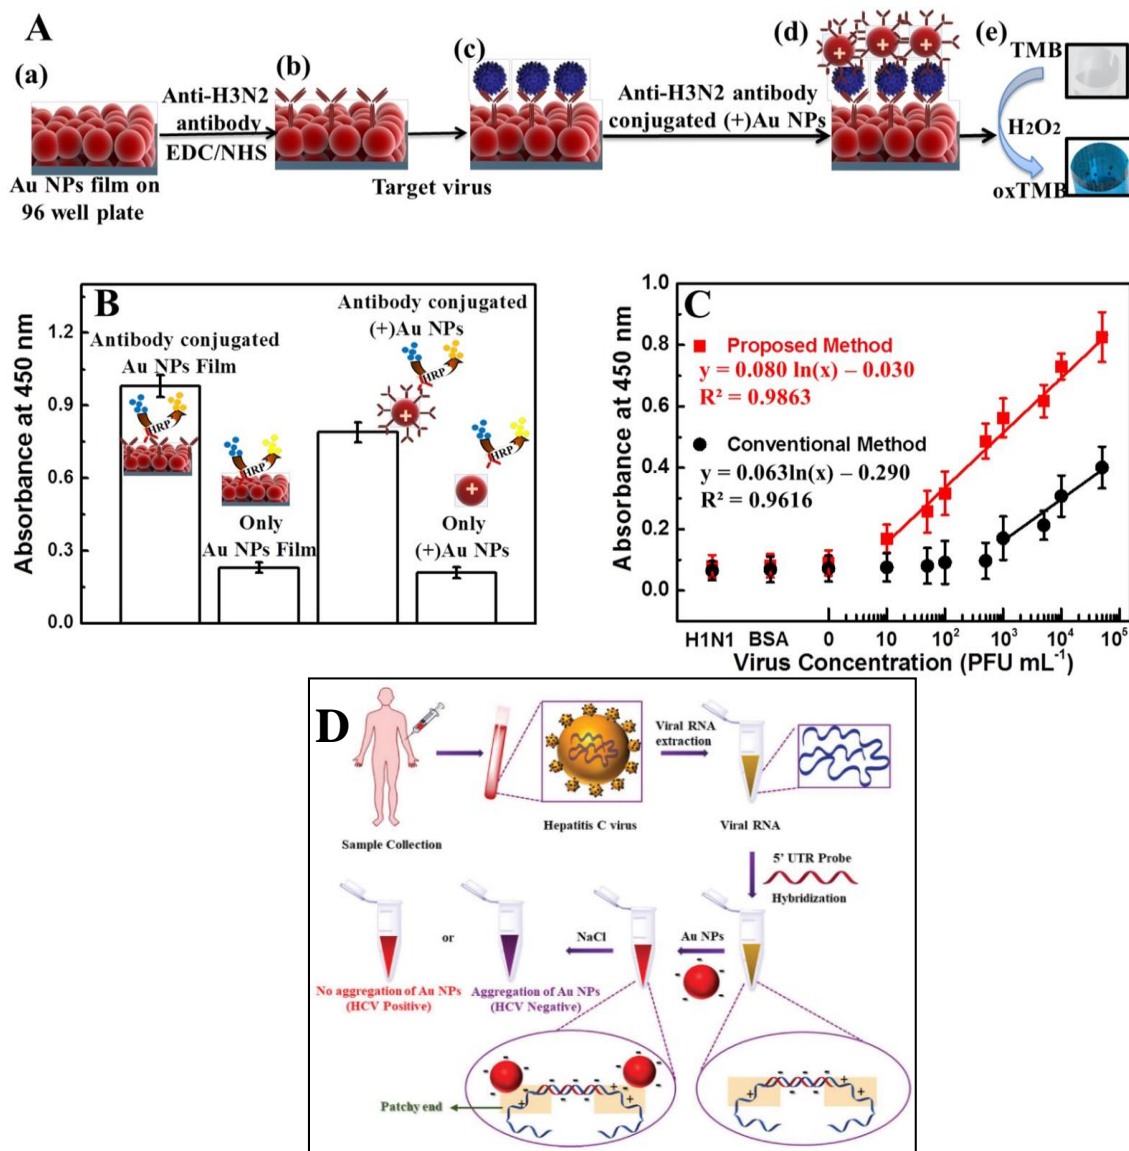 A
(a)
Au NPs film on
96 well plate
Anti-H3N2
antibody
EDC/NHS
(b)
Target virus
(c)
Anti-H3N2 antibody
conjugated (+)Au NPs
(d)
+ + +
(e)
TMB
H2O2
oxTMB
B
Absorbance at 450 nm
1.2
0.9
0.6
0.3
0.0
Antibody conjugated
Au NPs Film
HRP
HRP
Only
Au NPs Film
Antibody conjugated
(+)Au NPs
HRP
+
HRP
+
Only
(+)Au NPs
C
Absorbance at 450 nm
1.0
0.8
0.6
0.4
0.2
0.0
Proposed Method
y = 0.080 ln(x) – 0.030
R² = 0.9863
Conventional Method
y = 0.063ln(x) – 0.290
R² = 0.9616
H1N1 BSA 0 10 10² 10³ 10⁴ 10⁵
Virus Concentration (PFU mL⁻¹)
D
Sample Collection
Hepatitis C virus
Viral RNA
extraction
Viral RNA
5' UTR Probe
Hybridization
Au NPs
NaCl
or
No aggregation of Au NPs
(HCV Positive)
Aggregation of Au NPs
(HCV Negative)
Patchy end